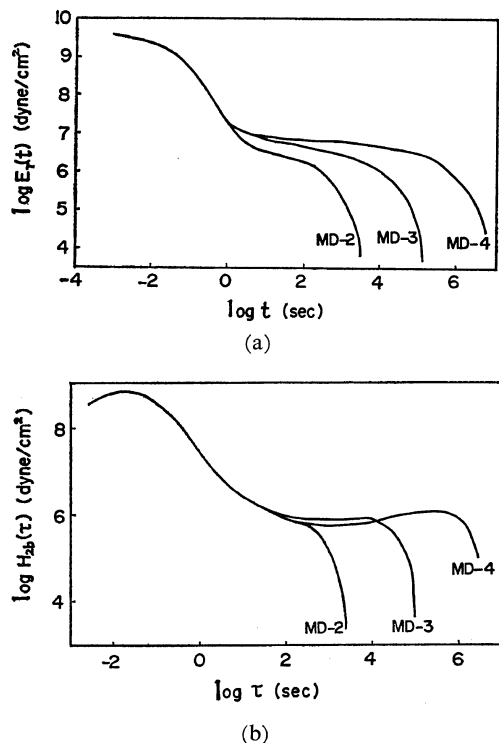 log E_r(t) (dyne/cm²)
10
9
8
7
6
5
4
MD-2
MD-3
MD-4
-4
-2
0
2
4
6
log t (sec)
(a)
log H_2b(τ) (dyne/cm²)
8
6
4
MD-2
MD-3
MD-4
-2
0
2
4
6
log τ (sec)
(b)